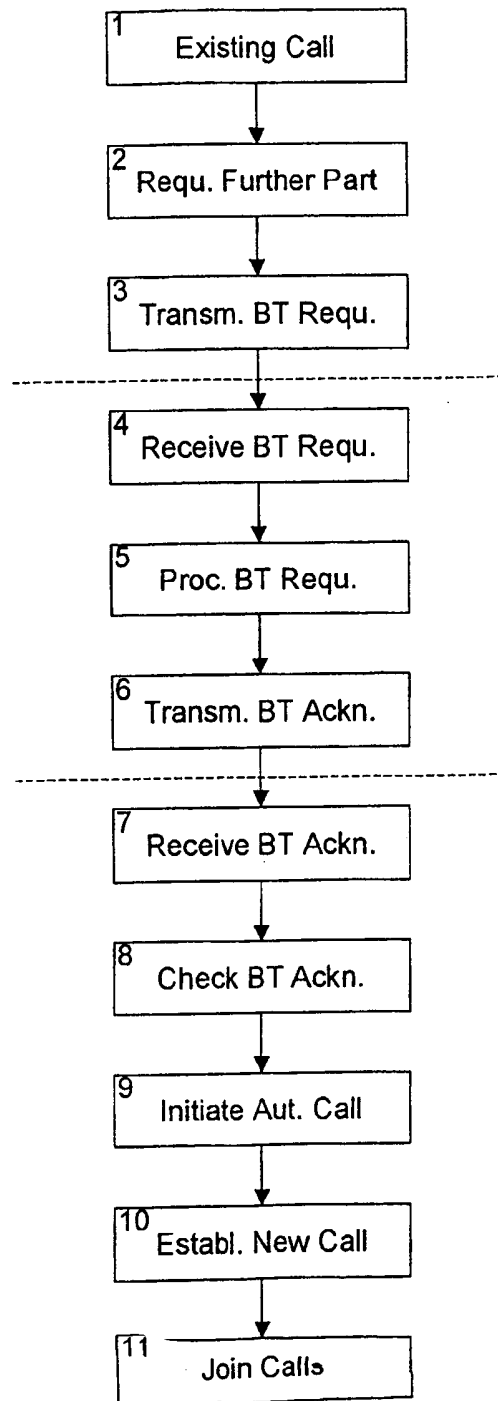 1
Existing Call
2
Requ. Further Part
3
Transm. BT Requ.
4
Receive BT Requ.
5
Proc. BT Requ.
6
Transm. BT Ackn.
7
Receive BT Ackn.
8
Check BT Ackn.
9
Initiate Aut. Call
10
Establ. New Call
11
Join Calls